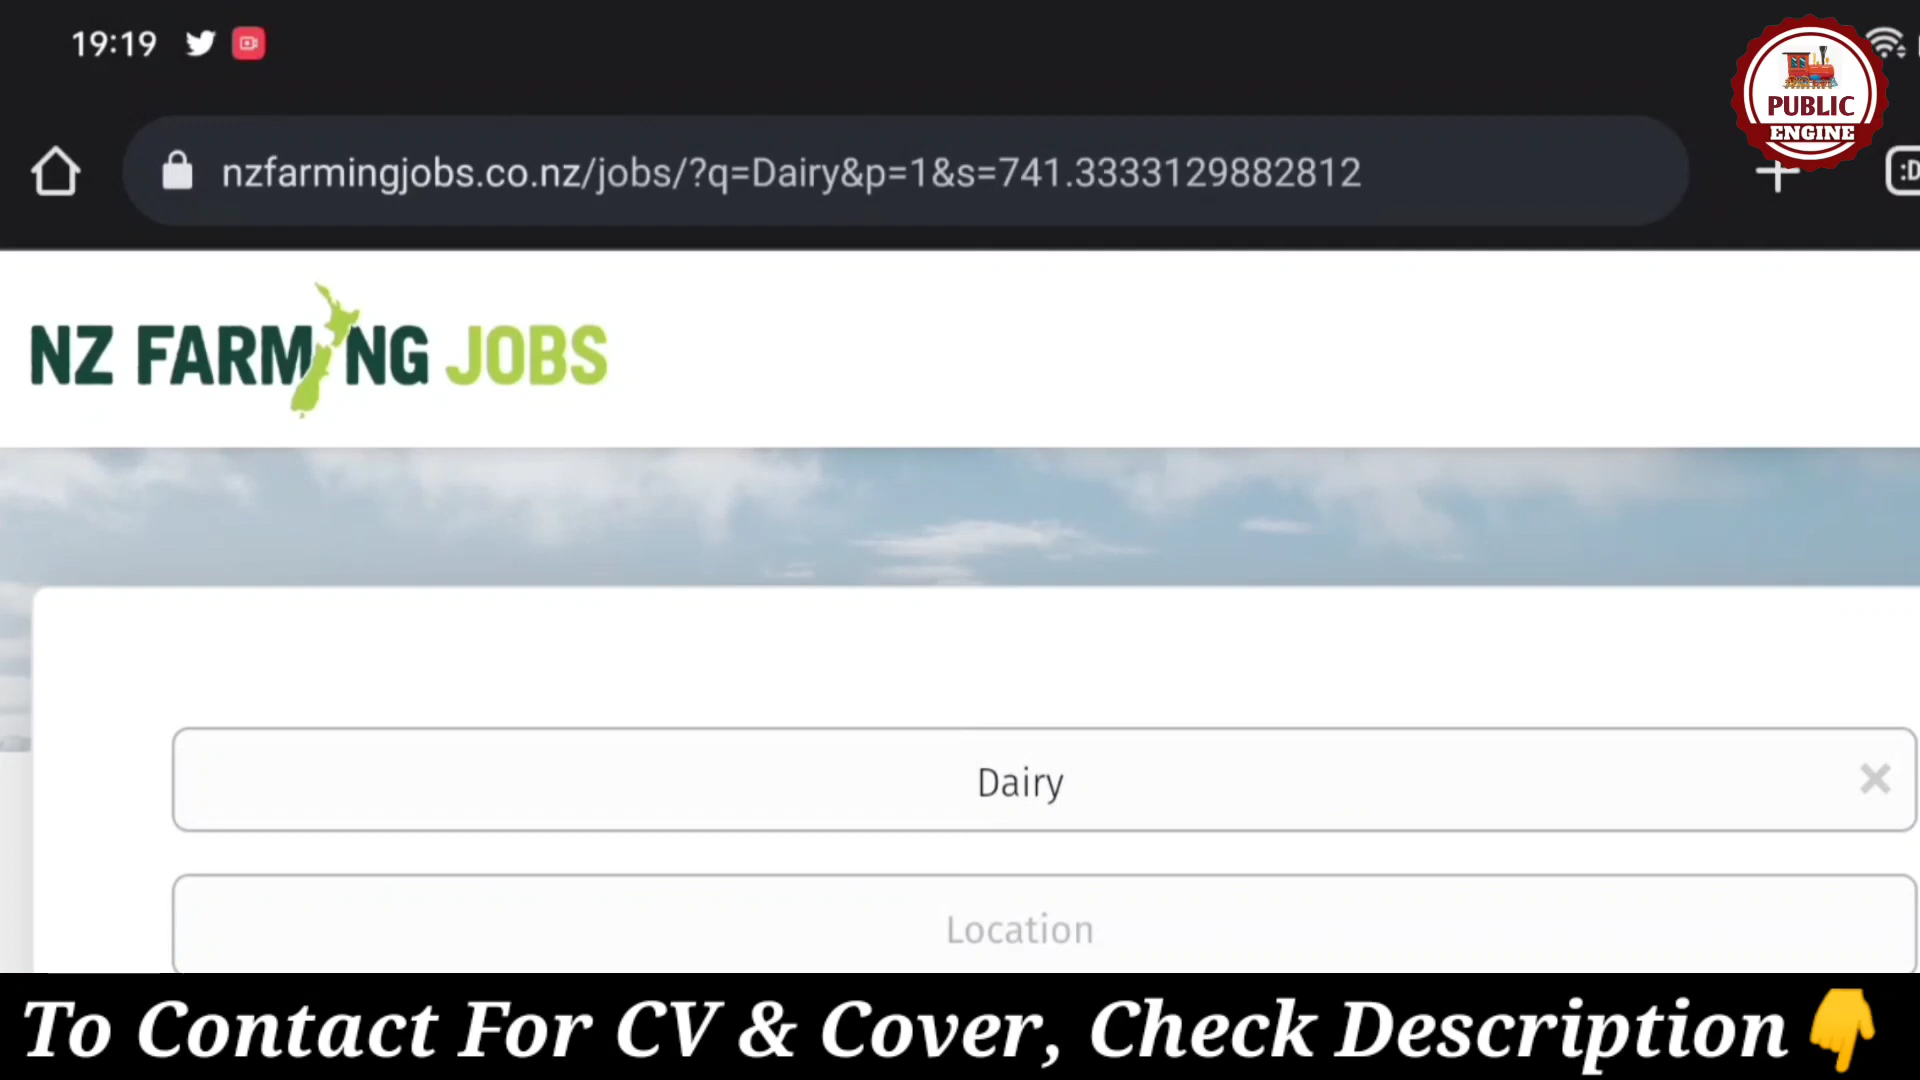 19:19
PUBLIC
ENGINE
nzfarmingjobs.co.nz/jobs/?q=Dairy&p=1&s=741.3333129882812
:D
NZ FARMING JOBS
Dairy
Location
To Contact For CV & Cover, Check Description👇